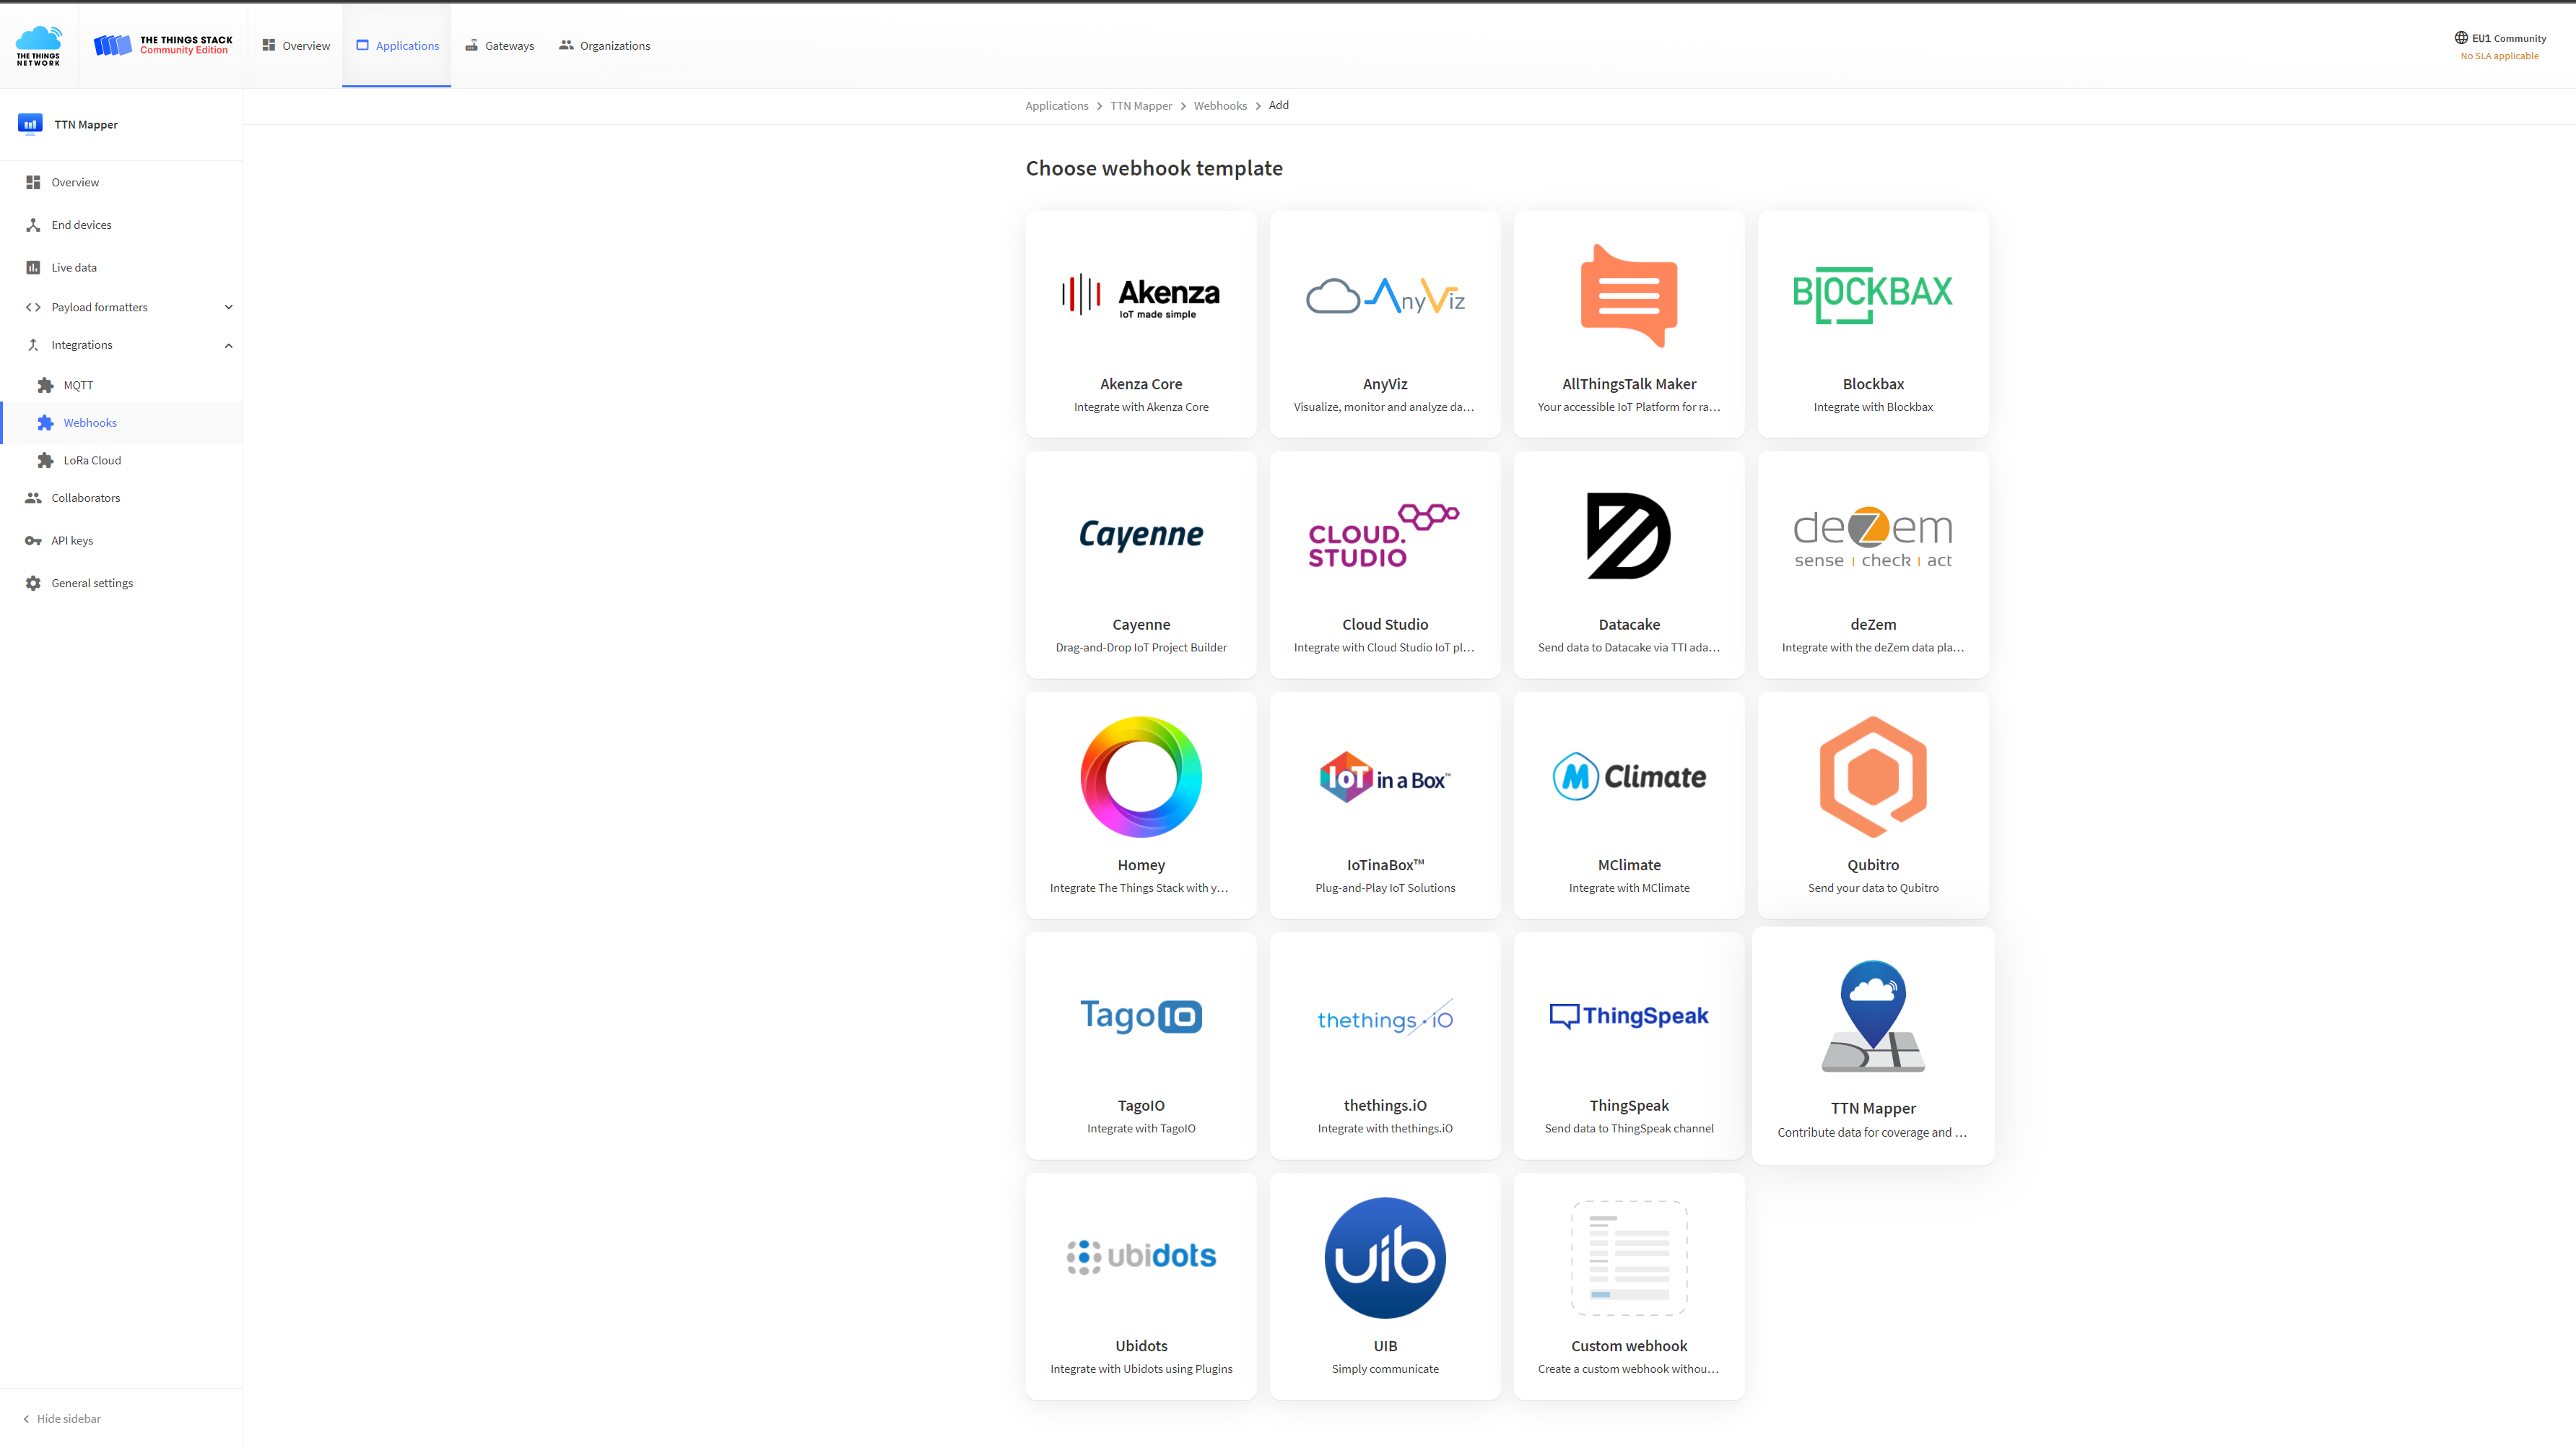 THE THINGS
NETWORK
THE THINGS STACK
Community Edition
Overview
Applications
Gateways
Organizations
EU1 Community
No SLA applicable
TTN Mapper
Overview
End devices
Live data
Payload formatters
Integrations
MQTT
Webhooks
LoRa Cloud
Collaborators
API keys
General settings
Hide sidebar
Applications > TTN Mapper > Webhooks > Add
Choose webhook template
Akenza
IoT made simple
Akenza Core
Integrate with Akenza Core
AnyViz
AnyViz
Visualize, monitor and analyze da...
AllThingsTalk Maker
Your accessible IoT Platform for ra...
BLOCKBAX
Blockbax
Integrate with Blockbax
Cayenne
Cayenne
Drag-and-Drop IoT Project Builder
CLOUD.
STUDIO
Cloud Studio
Integrate with Cloud Studio IoT pl...
Datacake
Send data to Datacake via TTI ada...
deZem
sense | check | act
deZem
Integrate with the deZem data pla...
Homey
Integrate The Things Stack with y...
IoT in a Box™
IoTinaBox™
Plug-and-Play IoT Solutions
M Climate
MClimate
Integrate with MClimate
Qubitro
Send your data to Qubitro
TagoIO
TagoIO
Integrate with TagoIO
thethings.iO
thethings.iO
Integrate with thethings.iO
ThingSpeak
ThingSpeak
Send data to ThingSpeak channel
TTN Mapper
Contribute data for coverage and ...
ubidots
Ubidots
Integrate with Ubidots using Plugins
uib
UIB
Simply communicate
Custom webhook
Create a custom webhook withou...